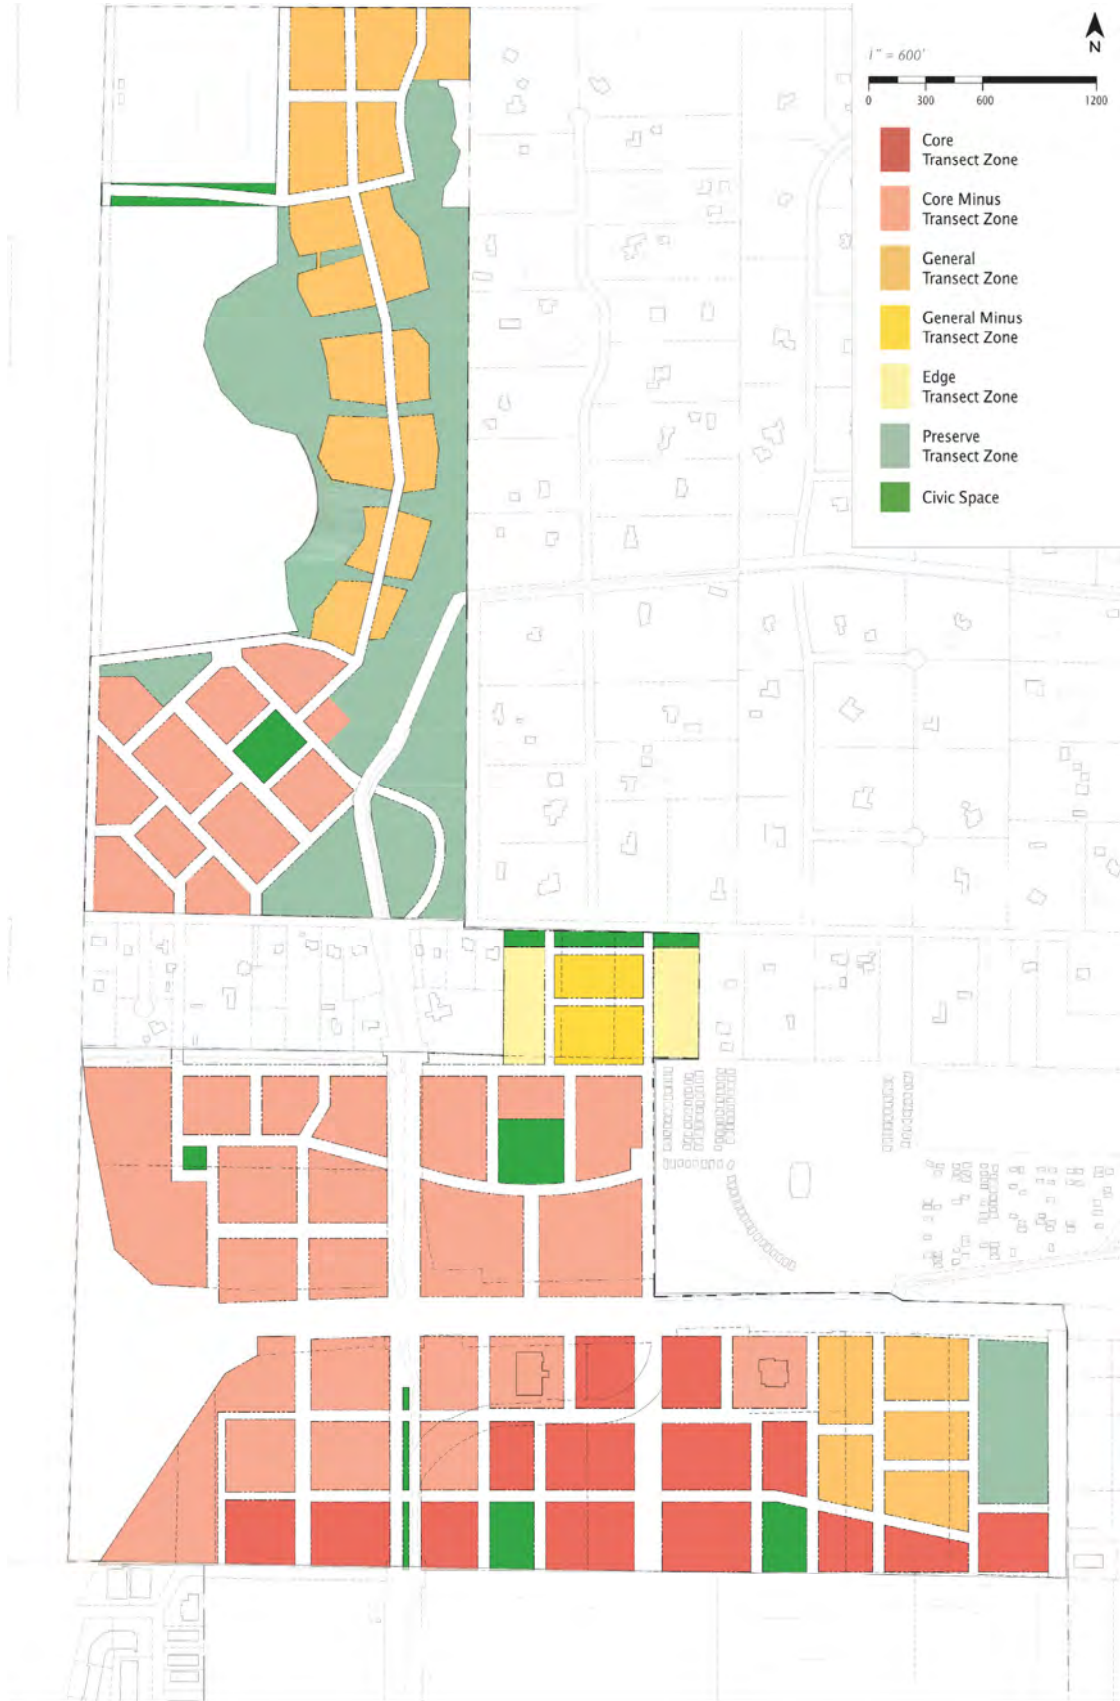 N
1" = 600'
0 300 600 1200
Core
Transect Zone
Core Minus
Transect Zone
General
Transect Zone
General Minus
Transect Zone
Edge
Transect Zone
Preserve
Transect Zone
Civic Space